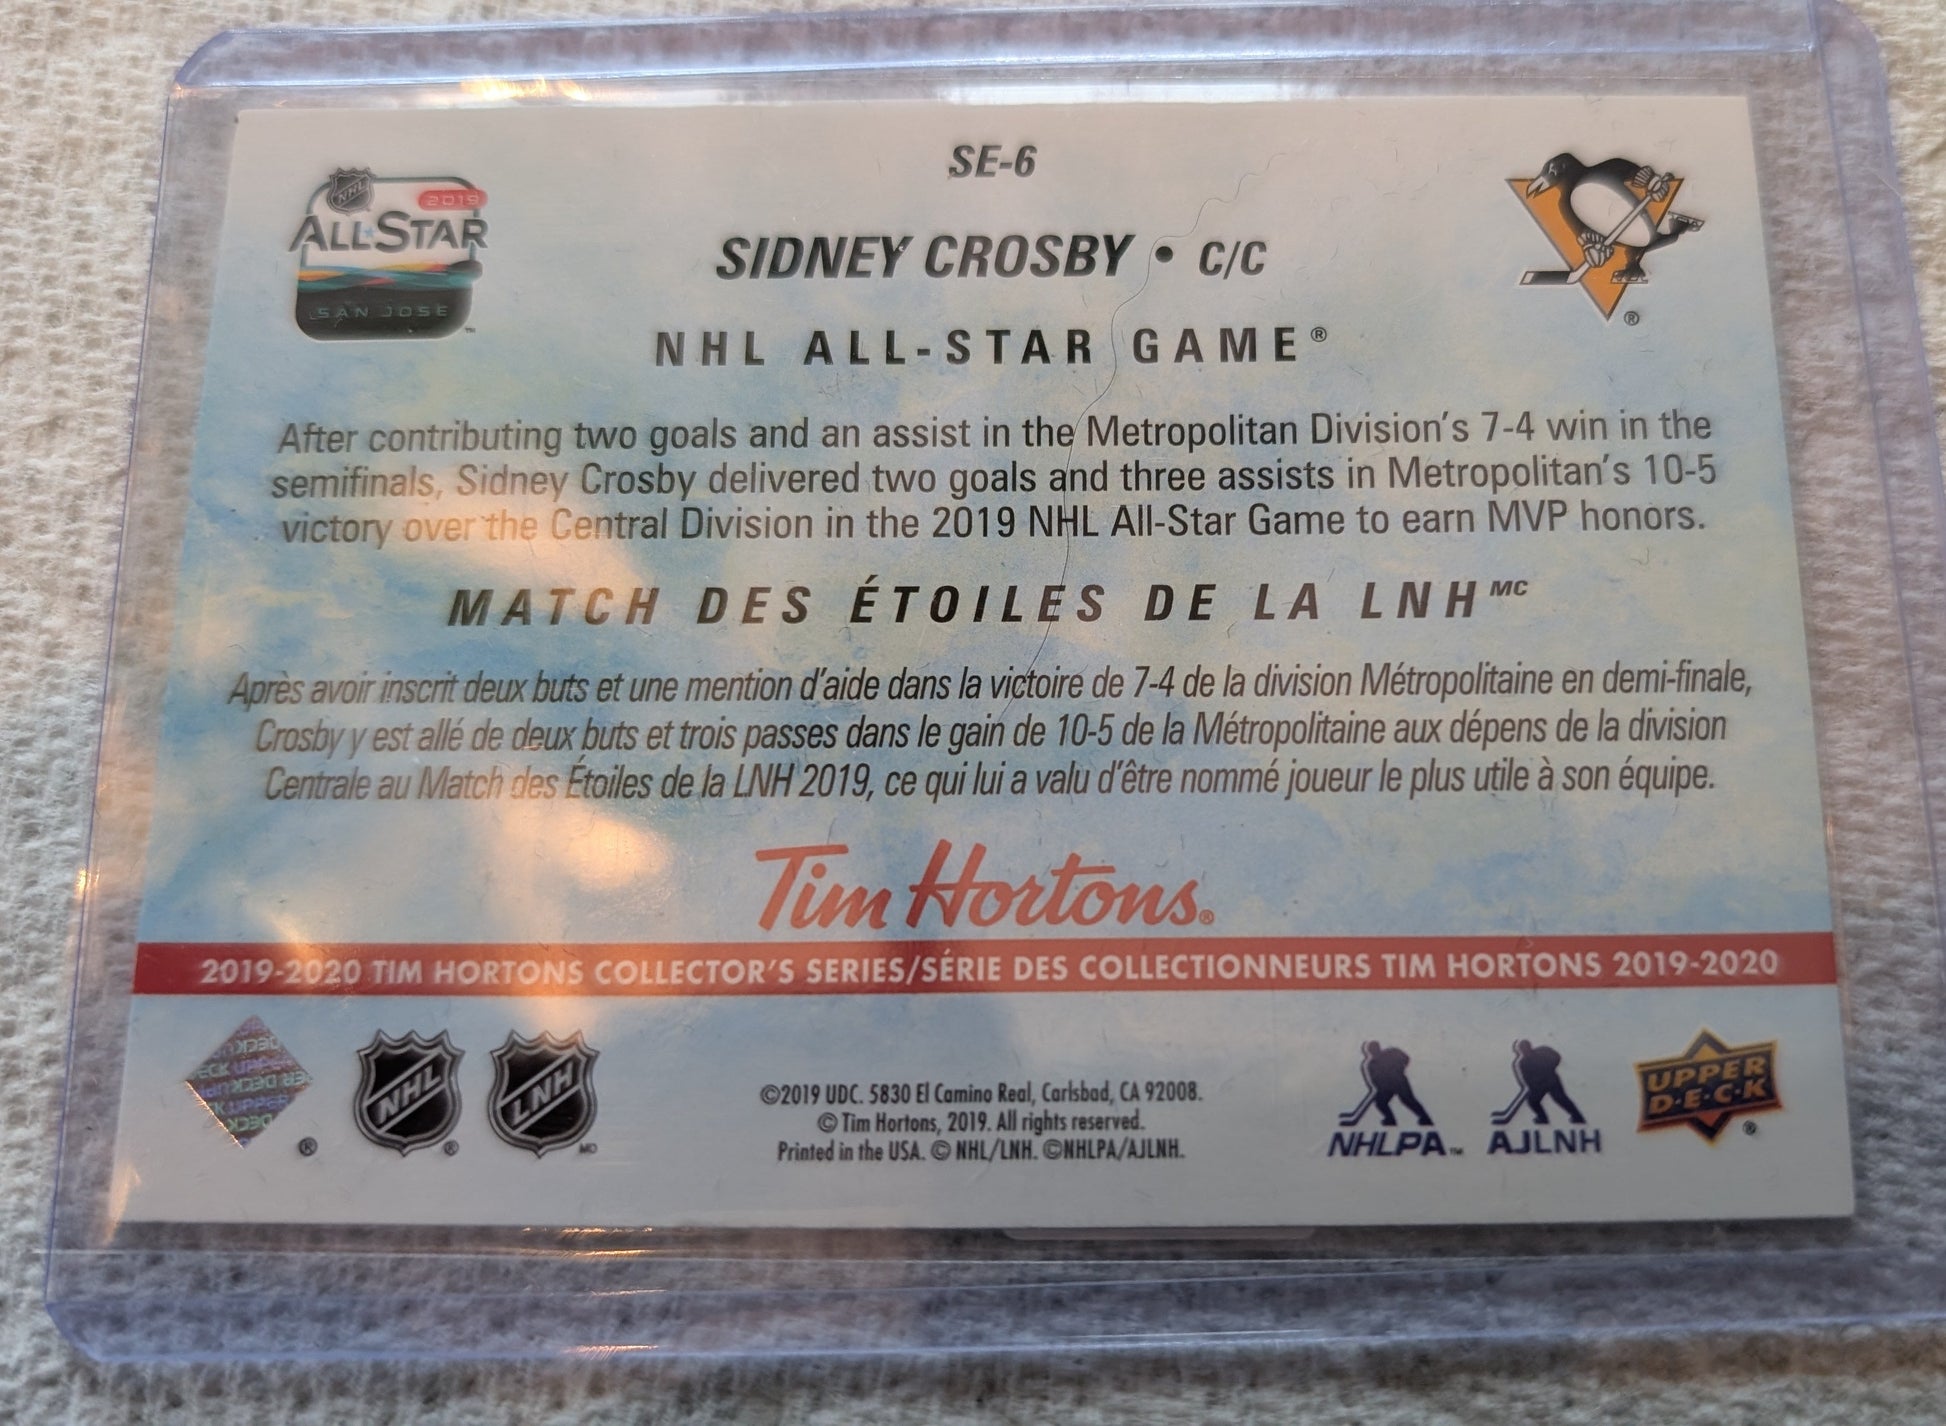 SE-6
NHL
2019
ALL★STAR
SAN JOSE
™
SIDNEY CROSBY • C/C
®
NHL ALL-STAR GAME®
After contributing two goals and an assist in the Metropolitan Division's 7-4 win in the
semifinals, Sidney Crosby delivered two goals and three assists in Metropolitan's 10-5
victory over the Central Division in the 2019 NHL All-Star Game to earn MVP honors.
MATCH DES ÉTOILES DE LA LNH MC
Après avoir inscrit deux buts et une mention d'aide dans la victoire de 7-4 de la division Métropolitaine en demi-finale,
Crosby y est allé de deux buts et trois passes dans le gain de 10-5 de la Métropolitaine aux dépens de la division
Centrale au Match des Étoiles de la LNH 2019, ce qui lui a valu d'être nommé joueur le plus utile à son équipe.
Tim Hortons®
2019-2020 TIM HORTONS COLLECTOR'S SERIES/SÉRIE DES COLLECTIONNEURS TIM HORTONS 2019-2020
®
NHL®
LNH MD
©2019 UDC. 5830 El Camino Real, Carlsbad, CA 92008.
© Tim Hortons, 2019. All rights reserved.
Printed in the USA. © NHL/LNH. ©NHLPA/AJLNH.
NHLPA™
AJLNH
UPPER
D•E•C•K®